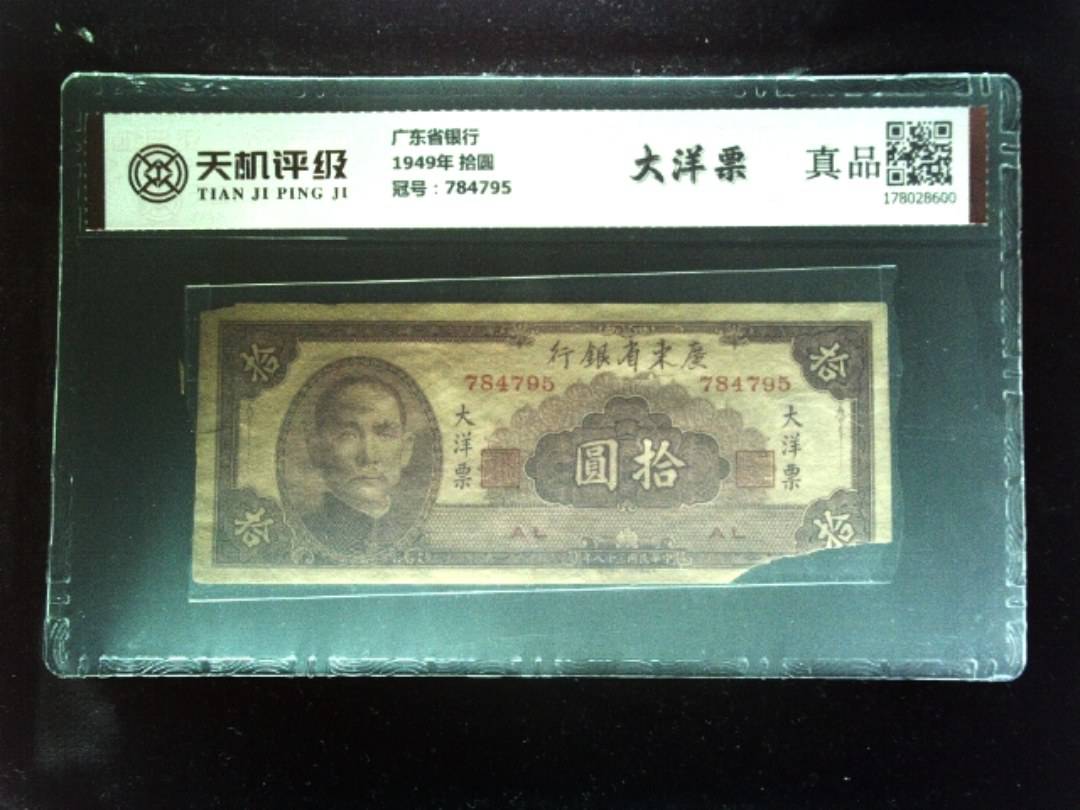 天机评级
TIAN JI PING JI
广东省银行
1949年 拾圆
冠号：784795
大洋票
真品
178028600
行銀省東廣
784795
784795
拾
拾
大洋票
大洋票
圓拾
拾
拾
AL
AL